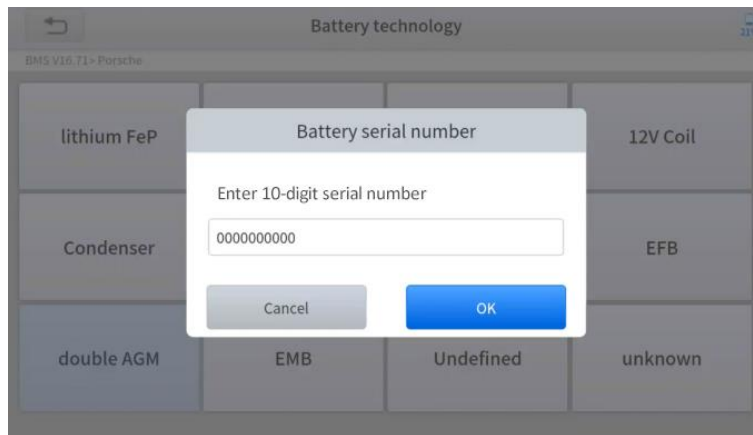 Battery technology
21°
BMS V16.71> Porsche
lithium FeP
12V Coil
Battery serial number
Enter 10-digit serial number
0000000000
Cancel
OK
Condenser
EFB
double AGM
EMB
Undefined
unknown